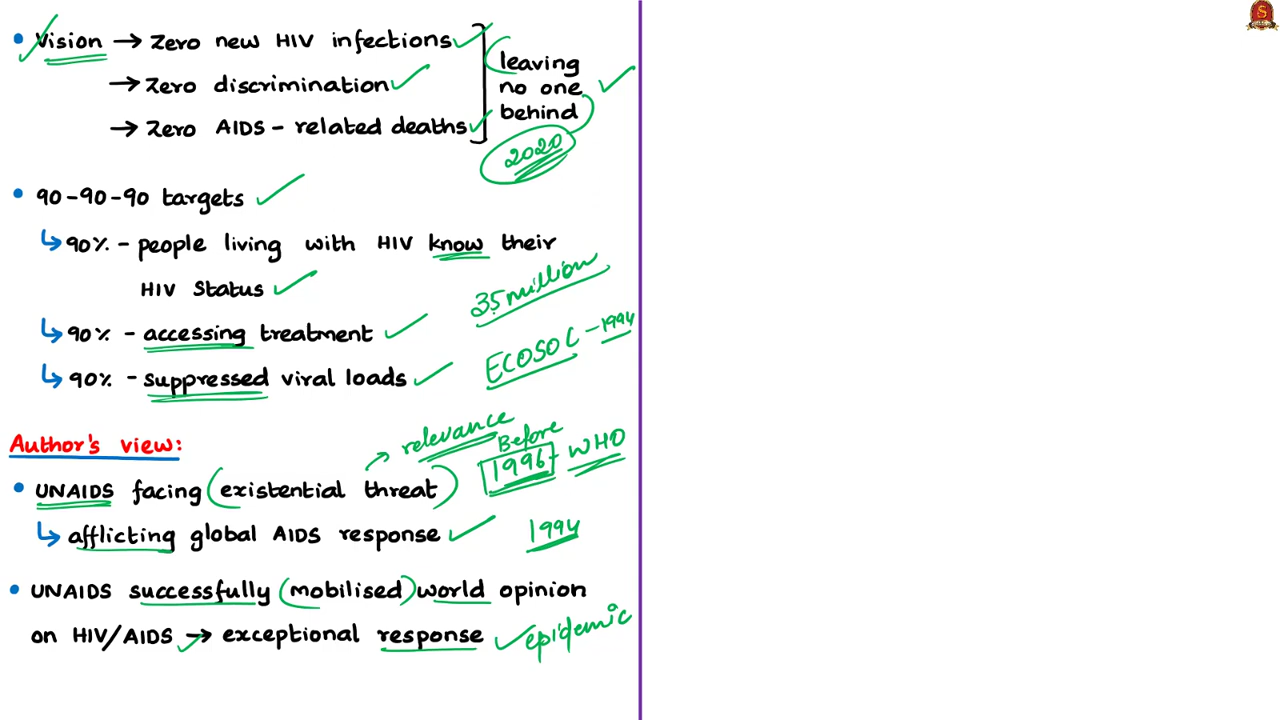 • Vision → Zero new HIV infections
→ Zero discrimination
→ Zero AIDS - related deaths
leaving
no one
behind
2020
• 90-90-90 targets
↳ 90% - people living with HIV know their
HIV Status
35 million
↳ 90% - accessing treatment
ECOSOC - 1994
↳ 90% - suppressed viral loads
Author's view:
relevance
Before
1996 - WHO
• UNAIDS facing (existential threat)
↳ afflicting global AIDS response
1994
• UNAIDS successfully (mobilised) world opinion
on HIV/AIDS → exceptional response
epidemic
S